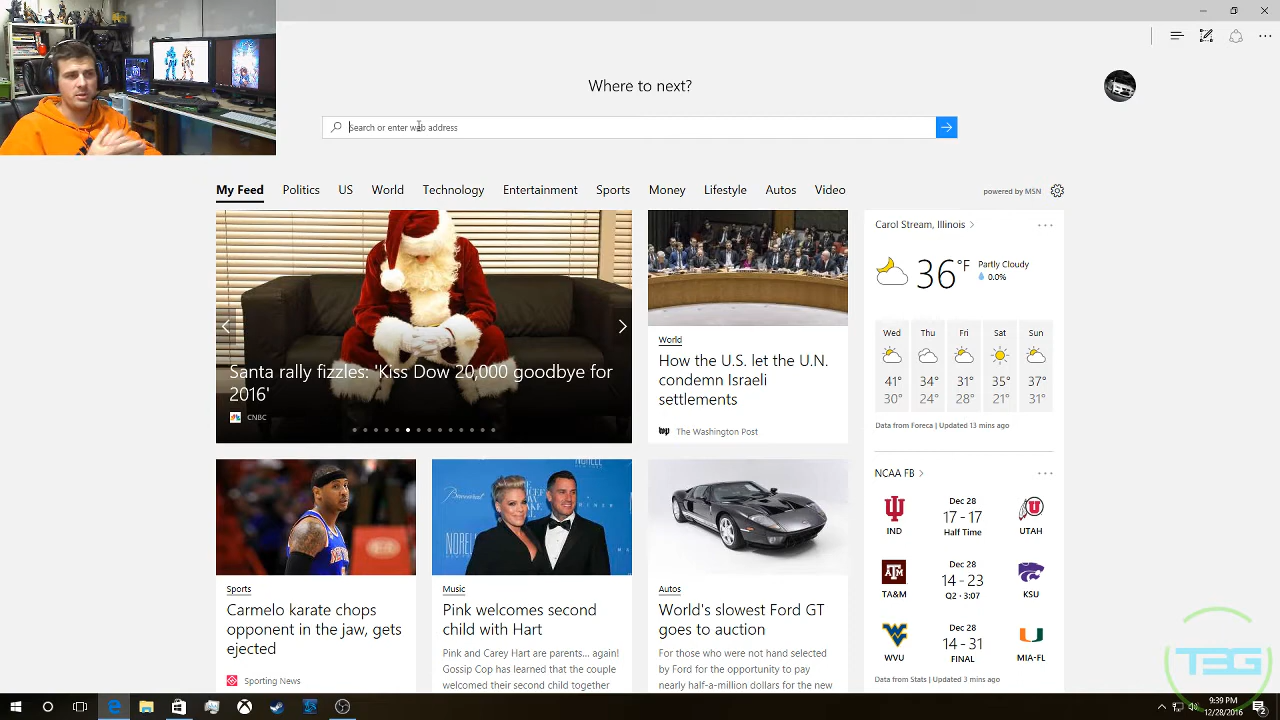 Where to next?
Search or enter web address
My Feed Politics US World Technology Entertainment Sports Money Lifestyle Autos Video
powered by MSN
Santa rally fizzles: 'Kiss Dow 20,000 goodbye for
2016'
CNBC
World
How the U.S. let the U.N.
condemn Israeli
settlements
The Washington Post
Carol Stream, Illinois
36°F
Partly Cloudy
0.0%
Wed Thu Fri Sat Sun
41° 34° 31° 35° 37°
30° 24° 28° 21° 31°
Data from Foreca | Updated 13 mins ago
NCAA FB
Dec 28
17 - 17
Half Time
IND UTAH
Dec 28
14 - 23
Q2 · 3:07
TA&M KSU
Dec 28
14 - 31
FINAL
WVU MIA-FL
Data from Stats | Updated 3 mins ago
Sports
Carmelo karate chops
opponent in the jaw, gets
ejected
Sporting News
Music
Pink welcomes second
child with Hart
Pink and Carey Hart are parents... again!
Gossip Cop has learned that the couple
welcomed their second child together
Autos
World's slowest Ford GT
goes to auction
For those who were not hand selected
by Ford for the opportunity to pay
nearly half-a-million dollars for the new
TBG
9:39 PM
12/28/2016
2